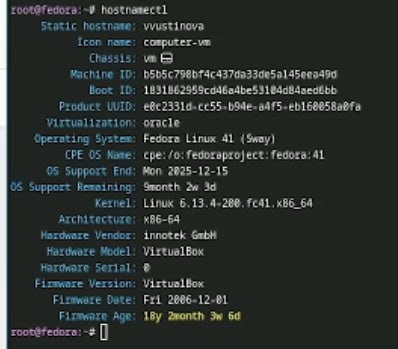 root@fedora:~# hostnamectl
Static hostname: vvustinova
Icon name: computer-vm
Chassis: vm
Machine ID: b5b5c798bf4c437da33de5a145eea49d
Boot ID: 1831862959cd46a4be53104d84aed6bb
Product UUID: e0c2331d-cc55-b94e-a4f5-eb160058a0fa
Virtualization: oracle
Operating System: Fedora Linux 41 (Sway)
CPE OS Name: cpe:/o:fedoraproject:fedora:41
OS Support End: Mon 2025-12-15
OS Support Remaining: 9month 2w 3d
Kernel: Linux 6.13.4-200.fc41.x86_64
Architecture: x86-64
Hardware Vendor: innotek GmbH
Hardware Model: VirtualBox
Hardware Serial: 0
Firmware Version: VirtualBox
Firmware Date: Fri 2006-12-01
Firmware Age: 18y 2month 3w 6d
root@fedora:~#